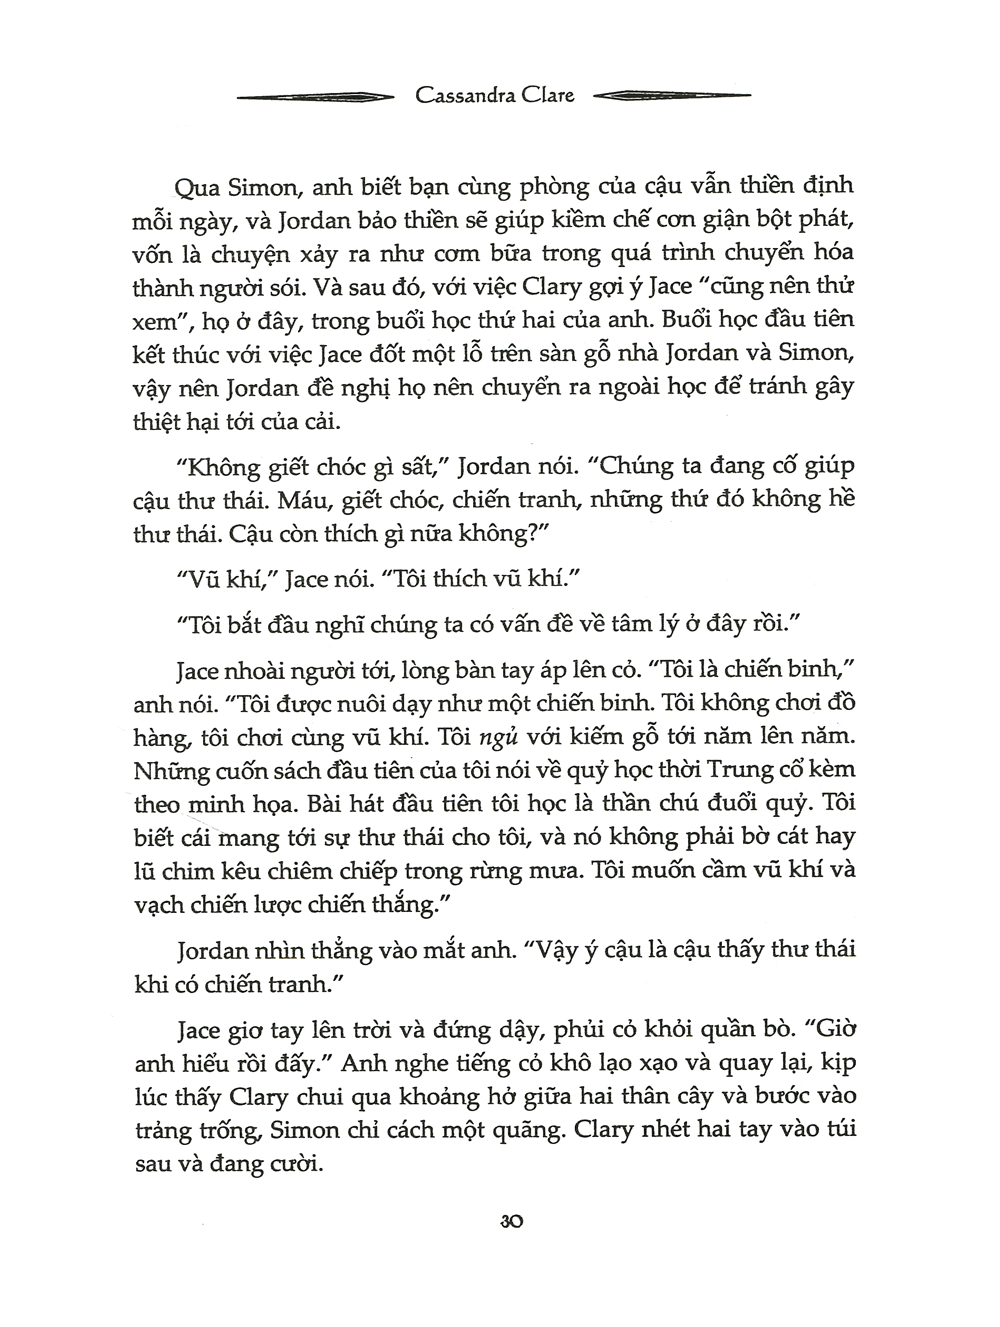 Cassandra Clare
Qua Simon, anh biết bạn cùng phòng của cậu vẫn thiền định
mỗi ngày, và Jordan bảo thiền sẽ giúp kiềm chế cơn giận bột phát,
vốn là chuyện xảy ra như cơm bữa trong quá trình chuyển hóa
thành người sói. Và sau đó, với việc Clary gợi ý Jace “cũng nên thử
xem”, họ ở đây, trong buổi học thứ hai của anh. Buổi học đầu tiên
kết thúc với việc Jace đốt một lỗ trên sàn gỗ nhà Jordan và Simon,
vậy nên Jordan đề nghị họ nên chuyển ra ngoài học để tránh gây
thiệt hại tới của cải.
“Không giết chóc gì sất,” Jordan nói. “Chúng ta đang cố giúp
cậu thư thái. Máu, giết chóc, chiến tranh, những thứ đó không hề
thư thái. Cậu còn thích gì nữa không?”
“Vũ khí,” Jace nói. “Tôi thích vũ khí.”
“Tôi bắt đầu nghĩ chúng ta có vấn đề về tâm lý ở đây rồi.”
Jace nhoài người tới, lòng bàn tay áp lên cỏ. “Tôi là chiến binh,”
anh nói. “Tôi được nuôi dạy như một chiến binh. Tôi không chơi đồ
hàng, tôi chơi cùng vũ khí. Tôi ngủ với kiếm gỗ tới năm lên năm.
Những cuốn sách đầu tiên của tôi nói về quỷ học thời Trung cổ kèm
theo minh họa. Bài hát đầu tiên tôi học là thần chú đuổi quỷ. Tôi
biết cái mang tới sự thư thái cho tôi, và nó không phải bờ cát hay
lũ chim kêu chiêm chiếp trong rừng mưa. Tôi muốn cầm vũ khí và
vạch chiến lược chiến thắng.”
Jordan nhìn thẳng vào mắt anh. “Vậy ý cậu là cậu thấy thư thái
khi có chiến tranh.”
Jace giơ tay lên trời và đứng dậy, phủi cỏ khỏi quần bò. “Giờ
anh hiểu rồi đấy.” Anh nghe tiếng cỏ khô lạo xạo và quay lại, kịp
lúc thấy Clary chui qua khoảng hở giữa hai thân cây và bước vào
trảng trống, Simon chỉ cách một quãng. Clary nhét hai tay vào túi
sau và đang cười.
30